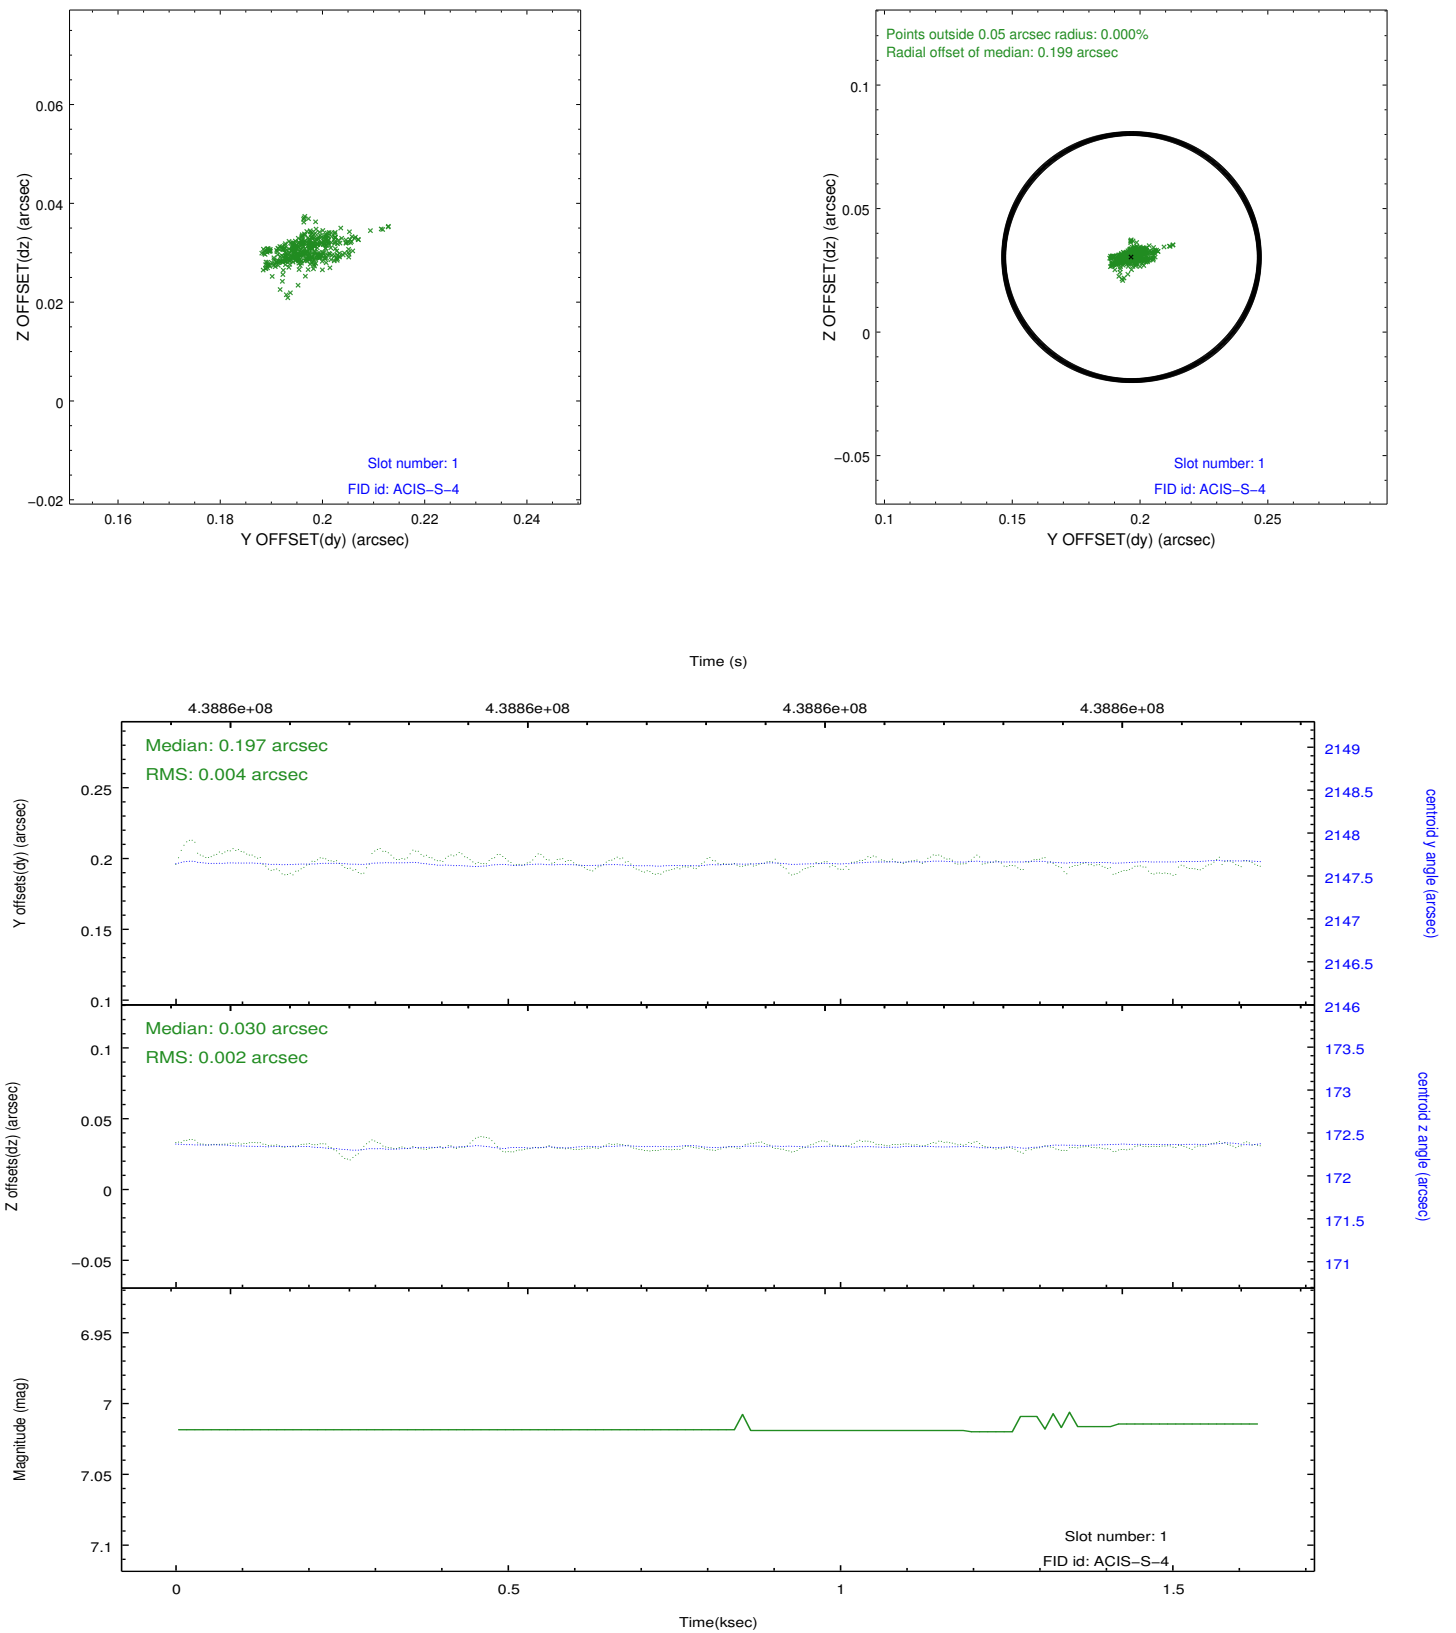 0.06
0.04
0.02
0
−0.02
Z OFFSET(dz) (arcsec)
Slot number: 1
FID id: ACIS−S−4
0.16
0.18
0.2
0.22
0.24
Y OFFSET(dy) (arcsec)
Points outside 0.05 arcsec radius: 0.000%
Radial offset of median: 0.199 arcsec
0.1
0.05
0
−0.05
Z OFFSET(dz) (arcsec)
Slot number: 1
FID id: ACIS−S−4
0.1
0.15
0.2
0.25
Y OFFSET(dy) (arcsec)
Time (s)
4.3886e+08
4.3886e+08
4.3886e+08
4.3886e+08
Median: 0.197 arcsec
RMS: 0.004 arcsec
0.25
0.2
0.15
0.1
Y offsets(dy) (arcsec)
2149
2148.5
2148
2147.5
2147
2146.5
2146
centroid y angle (arcsec)
Median: 0.030 arcsec
RMS: 0.002 arcsec
0.1
0.05
0
−0.05
Z offsets(dz) (arcsec)
173.5
173
172.5
172
171.5
171
centroid z angle (arcsec)
6.95
7
7.05
7.1
Magnitude (mag)
Slot number: 1
FID id: ACIS−S−4
0
0.5
1
1.5
Time(ksec)